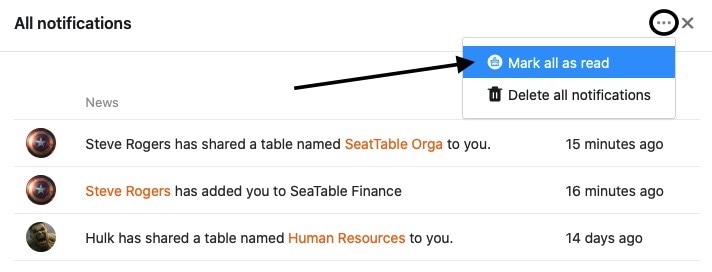 All notifications
Mark all as read
Delete all notifications
News
Steve Rogers has shared a table named SeatTable Orga to you. 15 minutes ago
Steve Rogers has added you to SeaTable Finance 16 minutes ago
Hulk has shared a table named Human Resources to you. 14 days ago